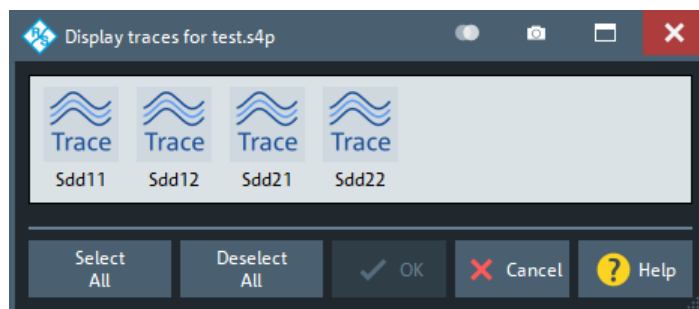 R&S Display traces for test.s4p
Trace Trace Trace Trace
Sdd11 Sdd12 Sdd21 Sdd22
Select All
Deselect All
OK
Cancel
? Help